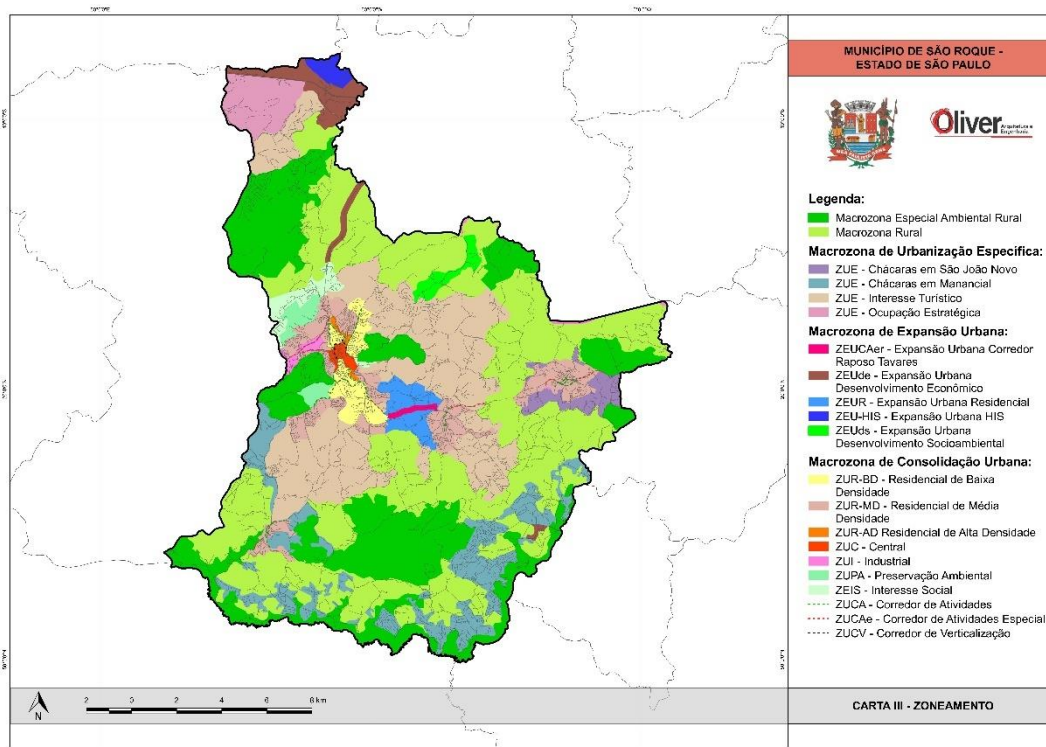 MUNICÍPIO DE SÃO ROQUE -
ESTADO DE SÃO PAULO
Oliver
Arquitetura e
Engenharia
Legenda:
Macrozona Especial Ambiental Rural
Macrozona Rural
Macrozona de Urbanização Específica:
ZUE - Chácaras em São João Novo
ZUE - Chácaras em Manancial
ZUE - Interesse Turístico
ZUE - Ocupação Estratégica
Macrozona de Expansão Urbana:
ZEUCAer - Expansão Urbana Corredor
Raposo Tavares
ZEUde - Expansão Urbana
Desenvolvimento Econômico
ZEUR - Expansão Urbana Residencial
ZEU-HIS - Expansão Urbana HIS
ZEUds - Expansão Urbana
Desenvolvimento Socioambiental
Macrozona de Consolidação Urbana:
ZUR-BD - Residencial de Baixa
Densidade
ZUR-MD - Residencial de Média
Densidade
ZUR-AD Residencial de Alta Densidade
ZUC - Central
ZUI - Industrial
ZUPA - Preservação Ambiental
ZEIS - Interesse Social
ZUCA - Corredor de Atividades
ZUCAe - Corredor de Atividades Especial
ZUCV - Corredor de Verticalização
N
2 0 2 4 6 8 km
CARTA III - ZONEAMENTO